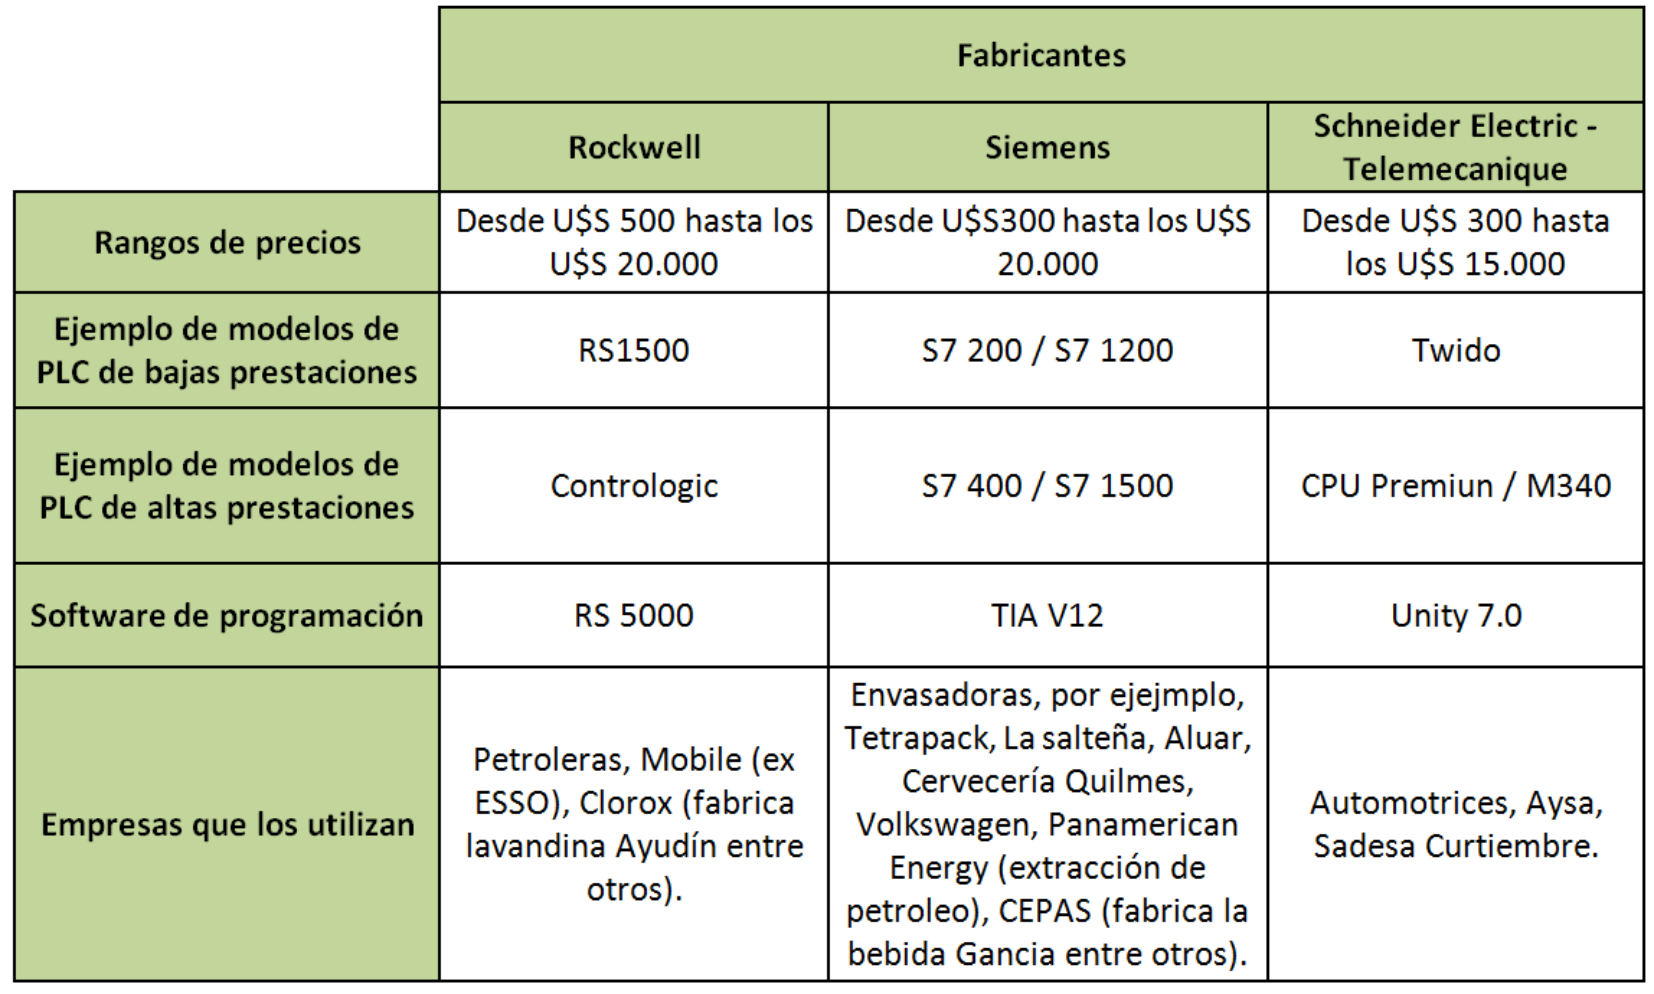 Fabricantes
Rockwell
Siemens
Schneider Electric -
Telemecanique
Rangos de precios
Desde U$S 500 hasta los
U$S 20.000
Desde U$S300 hasta los U$S
20.000
Desde U$S 300 hasta
los U$S 15.000
Ejemplo de modelos de
PLC de bajas prestaciones
RS1500
S7 200 / S7 1200
Twido
Ejemplo de modelos de
PLC de altas prestaciones
Contrologic
S7 400 / S7 1500
CPU Premiun / M340
Software de programación
RS 5000
TIA V12
Unity 7.0
Empresas que los utilizan
Petroleras, Mobile (ex
ESSO), Clorox (fabrica
lavandina Ayudín entre
otros).
Envasadoras, por ejejmplo,
Tetrapack, La salteña, Aluar,
Cervecería Quilmes,
Volkswagen, Panamerican
Energy (extracción de
petroleo), CEPAS (fabrica la
bebida Gancia entre otros).
Automotrices, Aysa,
Sadesa Curtiembre.